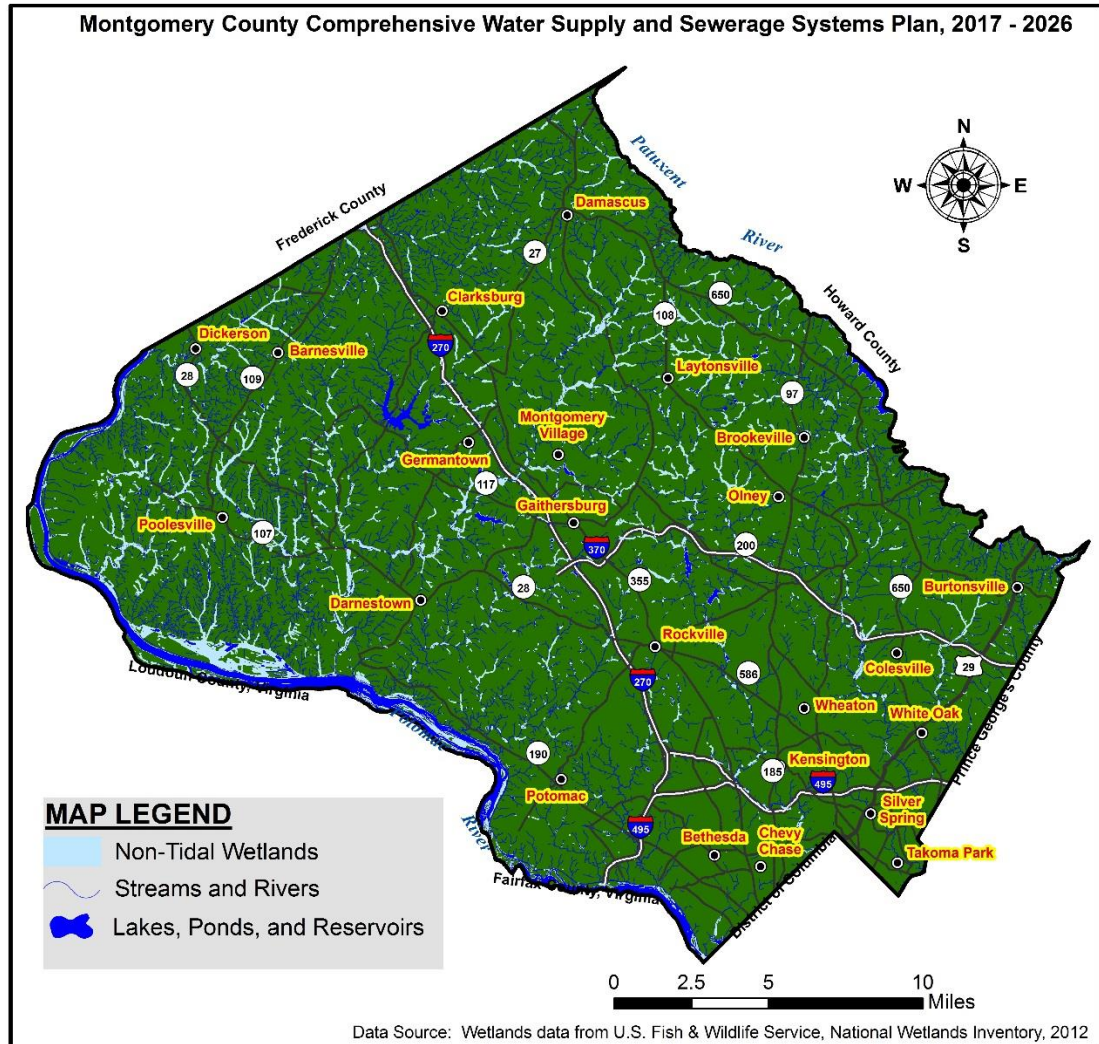 Montgomery County Comprehensive Water Supply and Sewerage Systems Plan, 2017 - 2026
N
W E
S
Patuxent
River
Frederick County
Howard County
Damascus
27
650
Clarksburg
108
270
Dickerson
Barnesville
28
109
Laytonsville
97
Montgomery
Village
Brookeville
Germantown
117
Olney
Gaithersburg
Poolesville
107
370
200
28
355
650
Burtonsville
Darnestown
Rockville
Colesville
29
586
270
Loudoun County, Virginia
Potomac
River
Wheaton
White Oak
Prince George's County
190
Kensington
185
495
Potomac
Silver
Spring
495
Bethesda
Chevy
Chase
Takoma Park
Fairfax County, Virginia
District of Columbia
MAP LEGEND
Non-Tidal Wetlands
Streams and Rivers
Lakes, Ponds, and Reservoirs
0 2.5 5 10
Miles
Data Source: Wetlands data from U.S. Fish & Wildlife Service, National Wetlands Inventory, 2012